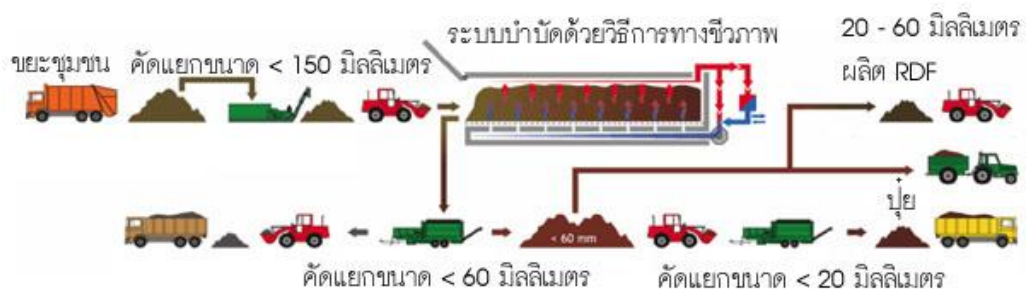 ระบบบำบัดด้วยวิธีการทางชีวภาพ
20 - 60 มิลลิเมตร
ขยะชุมชน
คัดแยกขนาด < 150 มิลลิเมตร
ผลิต RDF
ปุ๋ย
< 60 mm
คัดแยกขนาด < 60 มิลลิเมตร
คัดแยกขนาด < 20 มิลลิเมตร